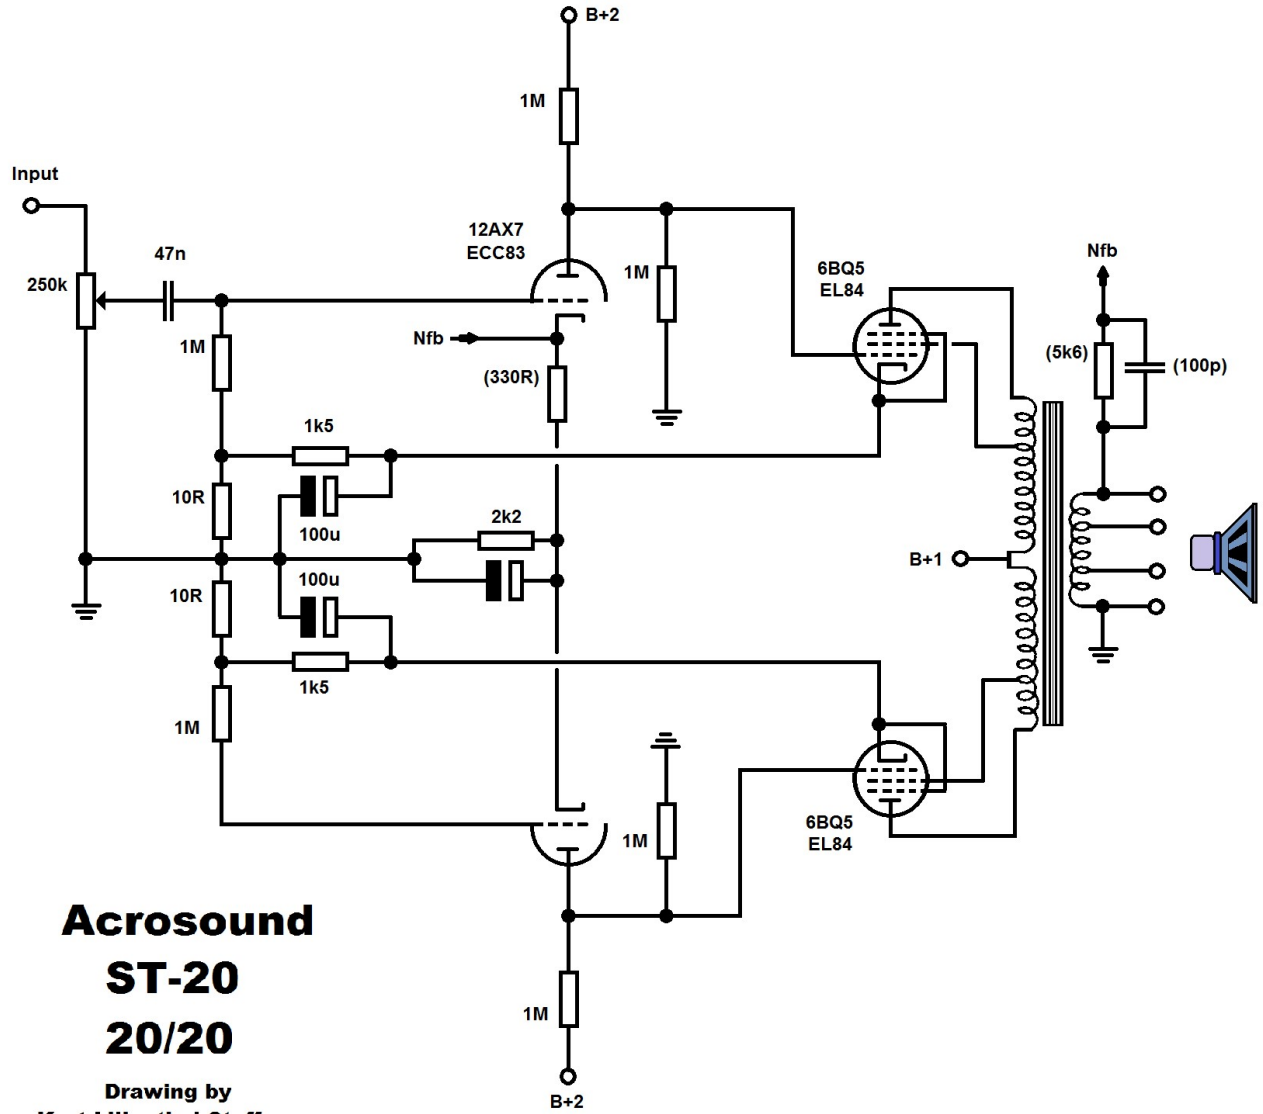 B+2
1M
Input
12AX7
ECC83
47n
250k
1M
6BQ5
EL84
Nfb
Nfb
1M
(5k6)
(100p)
(330R)
1k5
10R
100u
2k2
B+1
100u
10R
1k5
1M
6BQ5
EL84
1M
Acrosound
ST-20
20/20
1M
Drawing by
B+2